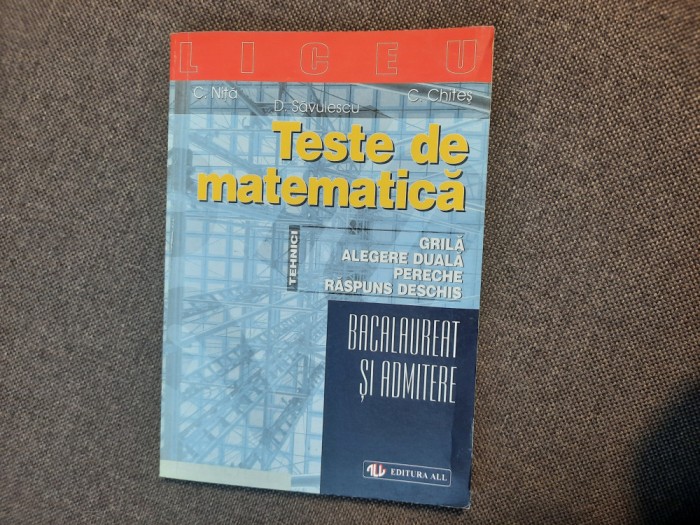 LICEU
C. Niță
D. Săvulescu
C. Chiteș
Teste de
matematică
TEHNICI
GRILĂ
ALEGERE DUALĂ
PERECHE
RĂSPUNS DESCHIS
BACALAUREAT
ȘI ADMITERE
ALL EDITURA ALL